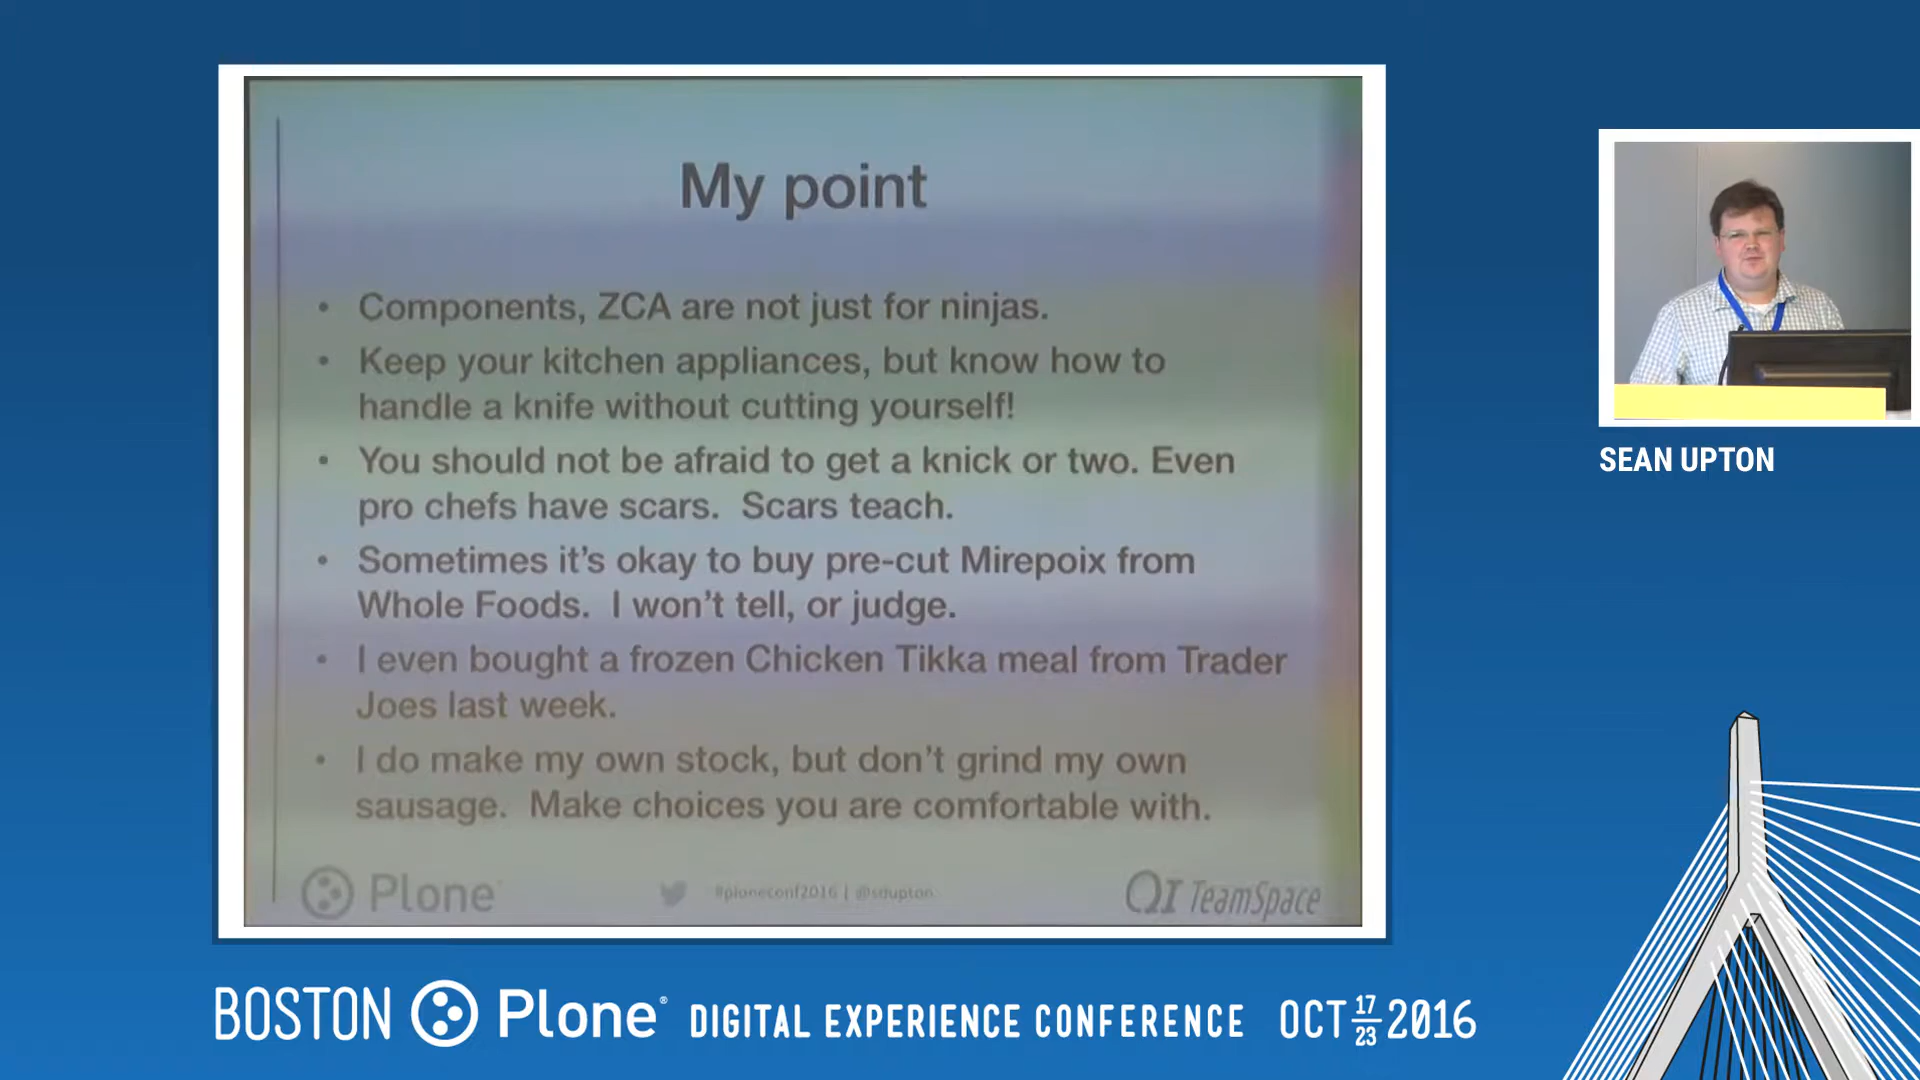 My point
• Components, ZCA are not just for ninjas.
• Keep your kitchen appliances, but know how to
handle a knife without cutting yourself!
• You should not be afraid to get a knick or two. Even
pro chefs have scars. Scars teach.
• Sometimes it's okay to buy pre-cut Mirepoix from
Whole Foods. I won't tell, or judge.
• I even bought a frozen Chicken Tikka meal from Trader
Joes last week.
• I do make my own stock, but don't grind my own
sausage. Make choices you are comfortable with.
Plone
#ploneconf2016 | @sdupton
QI TeamSpace
SEAN UPTON
BOSTON Plone® DIGITAL EXPERIENCE CONFERENCE OCT 17 23 2016